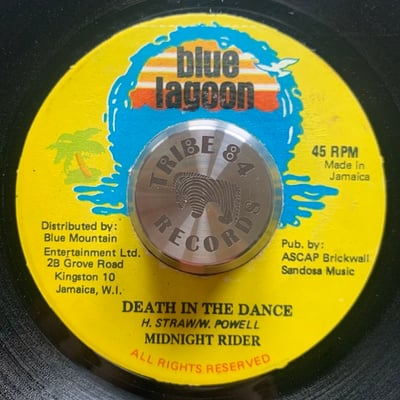 blue
lagoon
TRIBE 84
RECORDS
45 RPM
Made in
Jamaica
Distributed by:
Blue Mountain
Entertainment Ltd.
2B Grove Road
Kingston 10
Jamaica, W.I.
Pub. by:
ASCAP Brickwall
Sandosa Music
DEATH IN THE DANCE
H. STRAW/W. POWELL
MIDNIGHT RIDER
ALL RIGHTS RESERVED